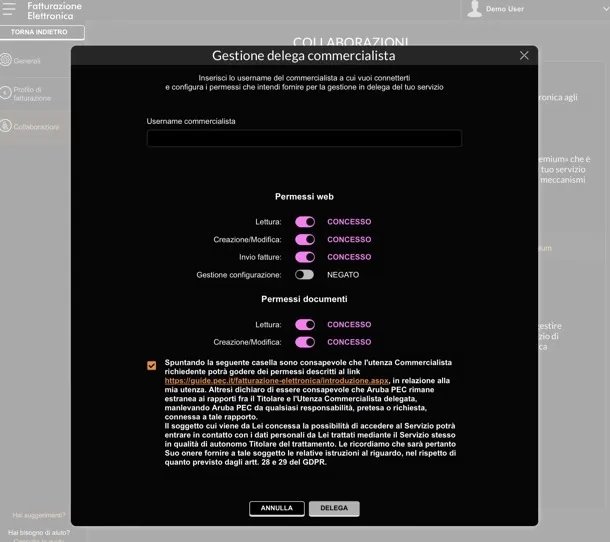 Fatturazione
Elettronica
Demo User
TORNA INDIETRO
COLLABORAZIONI
Generali
Profilo di
fatturazione
Collaborazioni
Gestione delega commercialista
Inserisci lo username del commercialista a cui vuoi connetterti
e configura i permessi che intendi fornire per la gestione in delega del tuo servizio
Username commercialista
Permessi web
Lettura: CONCESSO
Creazione/Modifica: CONCESSO
Invio fatture: CONCESSO
Gestione configurazione: NEGATO
Permessi documenti
Lettura: CONCESSO
Creazione/Modifica: CONCESSO
Spuntando la seguente casella sono consapevole che l'utenza Commercialista
richiedente potrà godere dei permessi descritti al link
https://guide.pec.it/fatturazione-elettronica/introduzione.aspx, in relazione alla
mia utenza. Altresì dichiaro di essere consapevole che Aruba PEC rimane
estranea ai rapporti fra il Titolare e l'Utenza Commercialista delegata,
manlevando Aruba PEC da qualsiasi responsabilità, pretesa o richiesta,
connessa a tale rapporto.
Il soggetto cui viene da Lei concessa la possibilità di accedere al Servizio potrà
entrare in contatto con i dati personali da Lei trattati mediante il Servizio stesso
in qualità di autonomo Titolare del trattamento. Le ricordiamo che sarà pertanto
Suo onere fornire a tale soggetto le relative istruzioni al riguardo, nel rispetto di
quanto previsto dagli artt. 28 e 29 del GDPR.
ANNULLA
DELEGA
ronica agli
emium» che è
tuo servizio
meccanismi
ium
estire
zio di
ica
Hai suggerimenti?
Hai bisogno di aiuto?